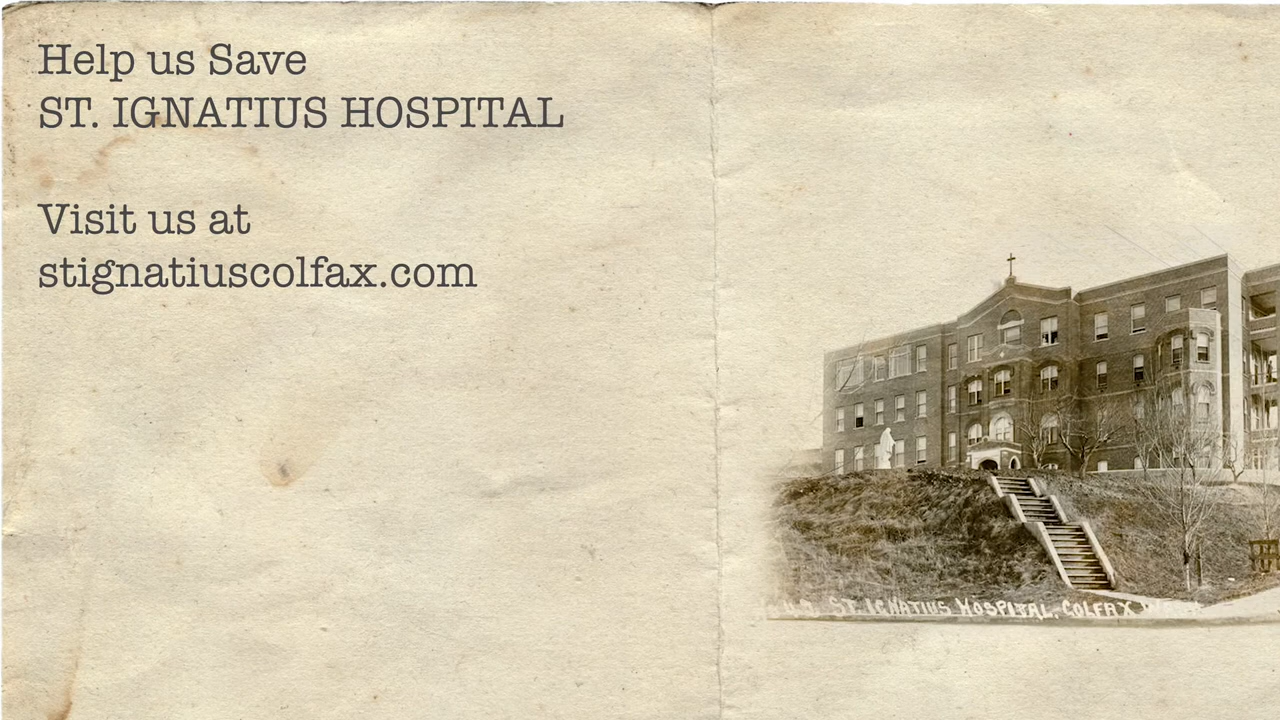 Help us Save
ST. IGNATIUS HOSPITAL
Visit us at
stignatiuscolfax.com
ST. IGNATIUS HOSPITAL. COLFAX